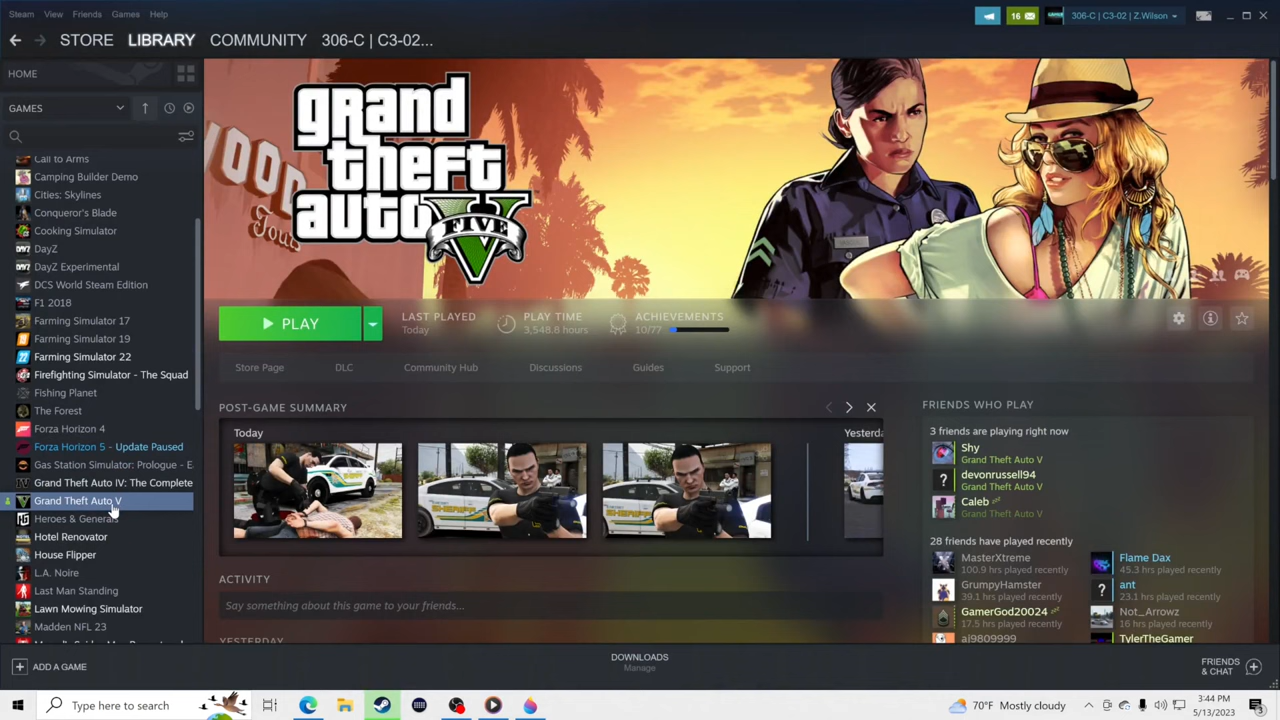 Steam View Friends Games Help
16 306-C | C3-02 | Z.Wilson
STORE LIBRARY COMMUNITY 306-C | C3-02...
HOME
GAMES
Call to Arms
Camping Builder Demo
Cities: Skylines
Conqueror's Blade
Cooking Simulator
DayZ
DayZ Experimental
DCS World Steam Edition
F1 2018
Farming Simulator 17
Farming Simulator 19
Farming Simulator 22
Firefighting Simulator - The Squad
Fishing Planet
The Forest
Forza Horizon 4
Forza Horizon 5 - Update Paused
Gas Station Simulator: Prologue - E
Grand Theft Auto IV: The Complete
Grand Theft Auto V
Heroes & Generals
Hotel Renovator
House Flipper
L.A. Noire
Last Man Standing
Lawn Mowing Simulator
Madden NFL 23
grand
theft
auto
V
FIVE
PLAY
LAST PLAYED
Today
PLAY TIME
3,548.6 hours
ACHIEVEMENTS
10/77
Store Page DLC Community Hub Discussions Guides Support
POST-GAME SUMMARY
Today
Yesterda
ACTIVITY
Say something about this game to your friends...
YESTERDAY
FRIENDS WHO PLAY
3 friends are playing right now
Shy
Grand Theft Auto V
devonrussell94
Grand Theft Auto V
Caleb
Grand Theft Auto V
28 friends have played recently
MasterXtreme
100.9 hrs played recently
Flame Dax
45.3 hrs played recently
GrumpyHamster
39.1 hrs played recently
ant
23.1 hrs played recently
GamerGod20024
17.5 hrs played recently
Not_Arrowz
16 hrs played recently
aj9809999
TylerTheGamer
ADD A GAME
DOWNLOADS
Manage
FRIENDS
& CHAT
Type here to search
70°F Mostly cloudy
3:44 PM
5/13/2023
3